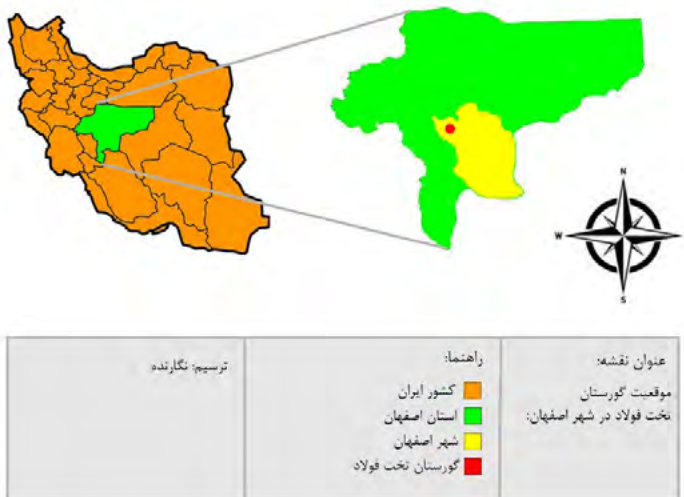 N
W
E
S
عنوان نقشه:
موقعیت گورستان
تخت فولاد در شهر اصفهان:
راهنما:
کشور ایران
استان اصفهان
شهر اصفهان
گورستان تخت فولاد
ترسیم: نگارنده